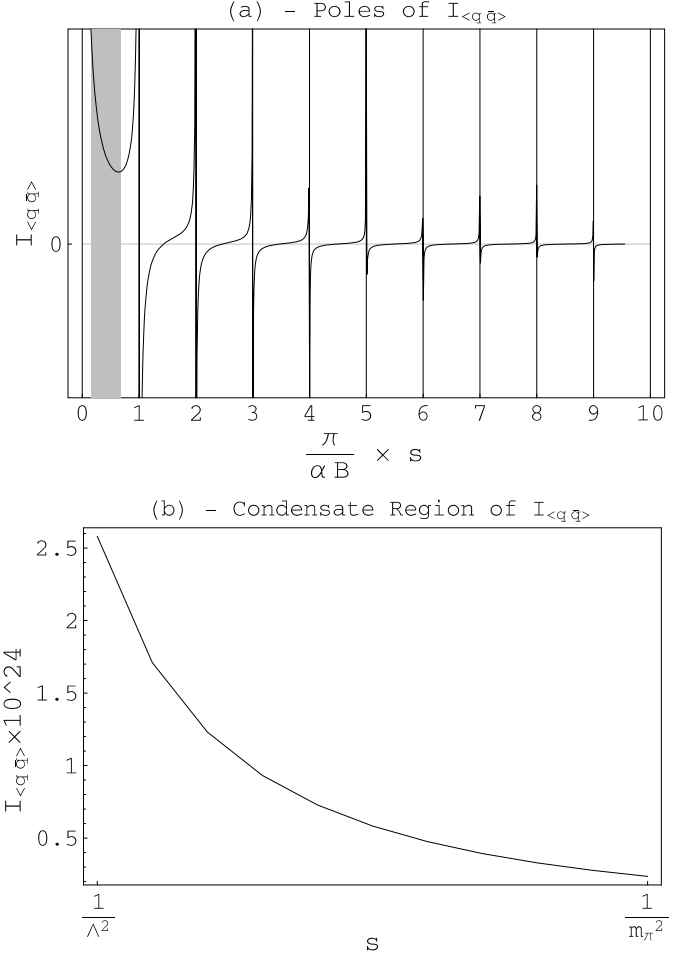 (a) - Poles of I<q q̄>
I<q q̄>
0
0 1 2 3 4 5 6 7 8 9 10
π/(α B) × s
(b) - Condensate Region of I<q q̄>
2.5
2
1.5
1
0.5
I<q q̄>×10^24
1/Λ² 1/mπ²
s